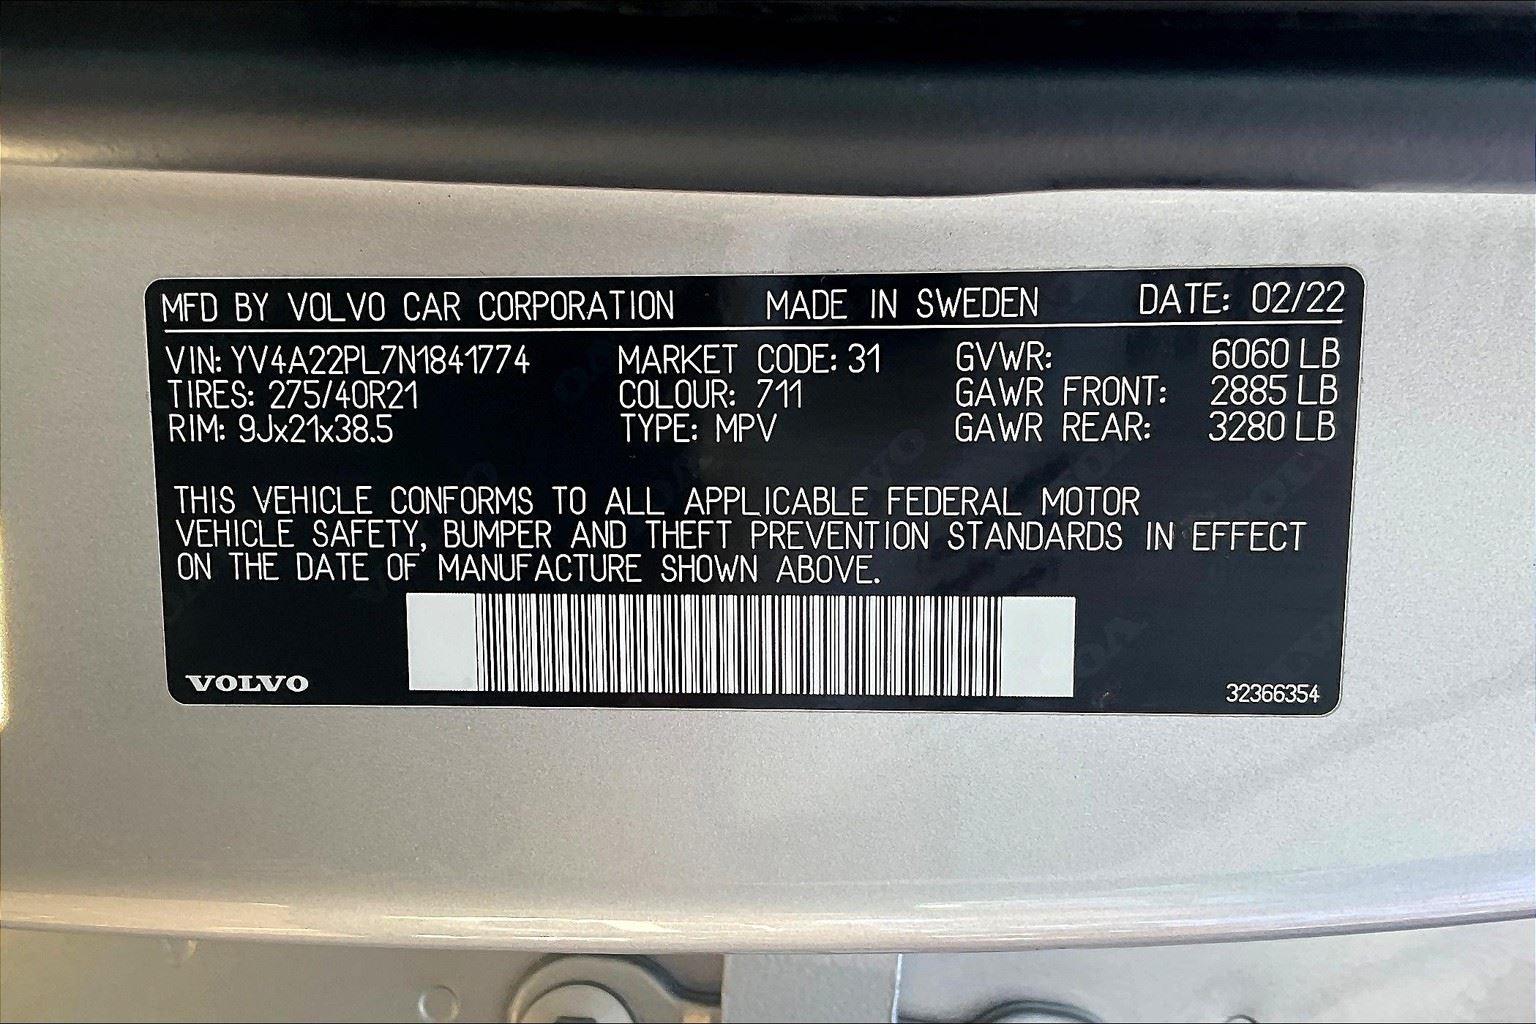 MFD BY VOLVO CAR CORPORATION MADE IN SWEDEN DATE: 02/22
VIN: YV4A22PL7N1841774 MARKET CODE: 31 GVWR: 6060 LB
TIRES: 275/40R21 COLOUR: 711 GAWR FRONT: 2885 LB
RIM: 9Jx21x38.5 TYPE: MPV GAWR REAR: 3280 LB
THIS VEHICLE CONFORMS TO ALL APPLICABLE FEDERAL MOTOR
VEHICLE SAFETY, BUMPER AND THEFT PREVENTION STANDARDS IN EFFECT
ON THE DATE OF MANUFACTURE SHOWN ABOVE.
VOLVO 32366354